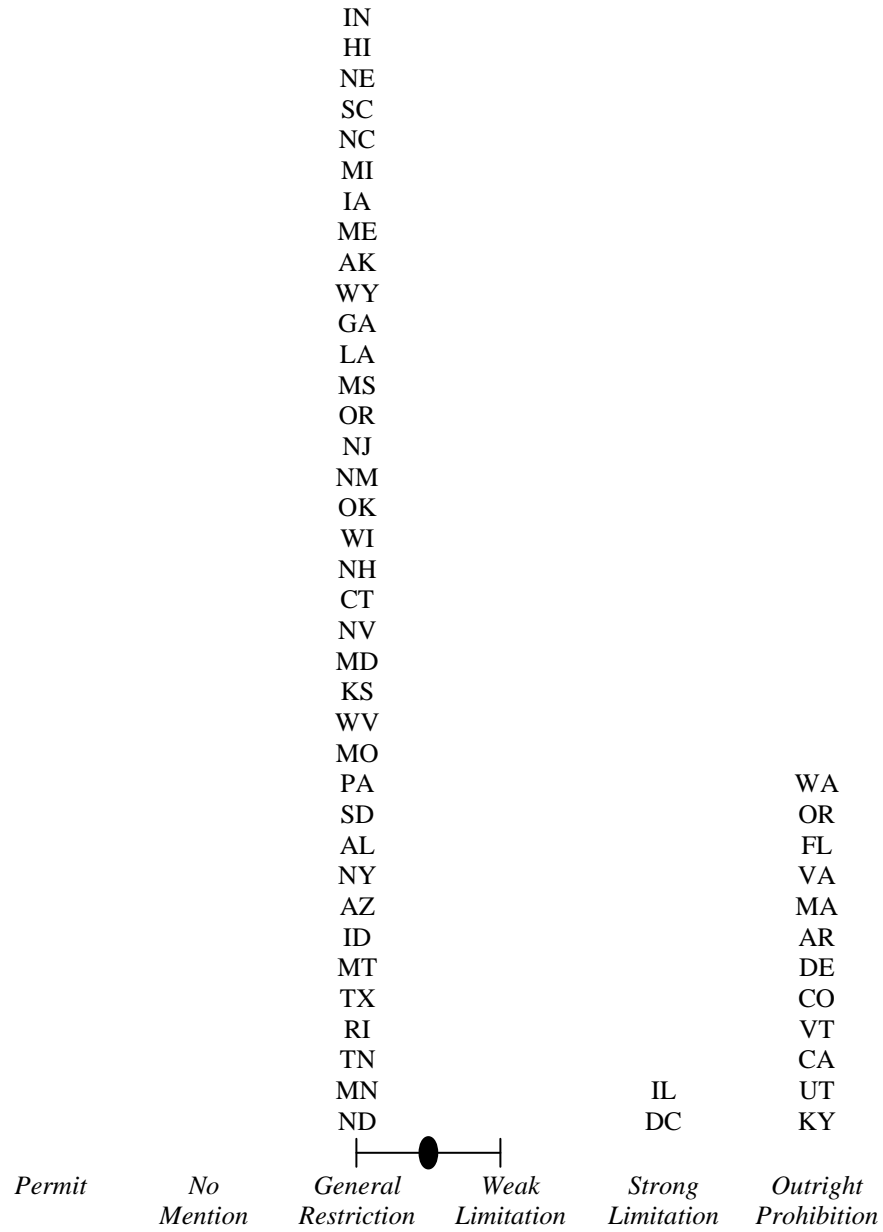 IN
HI
NE
SC
NC
MI
IA
ME
AK
WY
GA
LA
MS
OR
NJ
NM
OK
WI
NH
CT
NV
MD
KS
WV
MO
PA WA
SD OR
AL FL
NY VA
AZ MA
ID AR
MT DE
TX CO
RI VT
TN CA
MN IL UT
ND DC KY
Permit No General Weak Strong Outright
Mention Restriction Limitation Limitation Prohibition